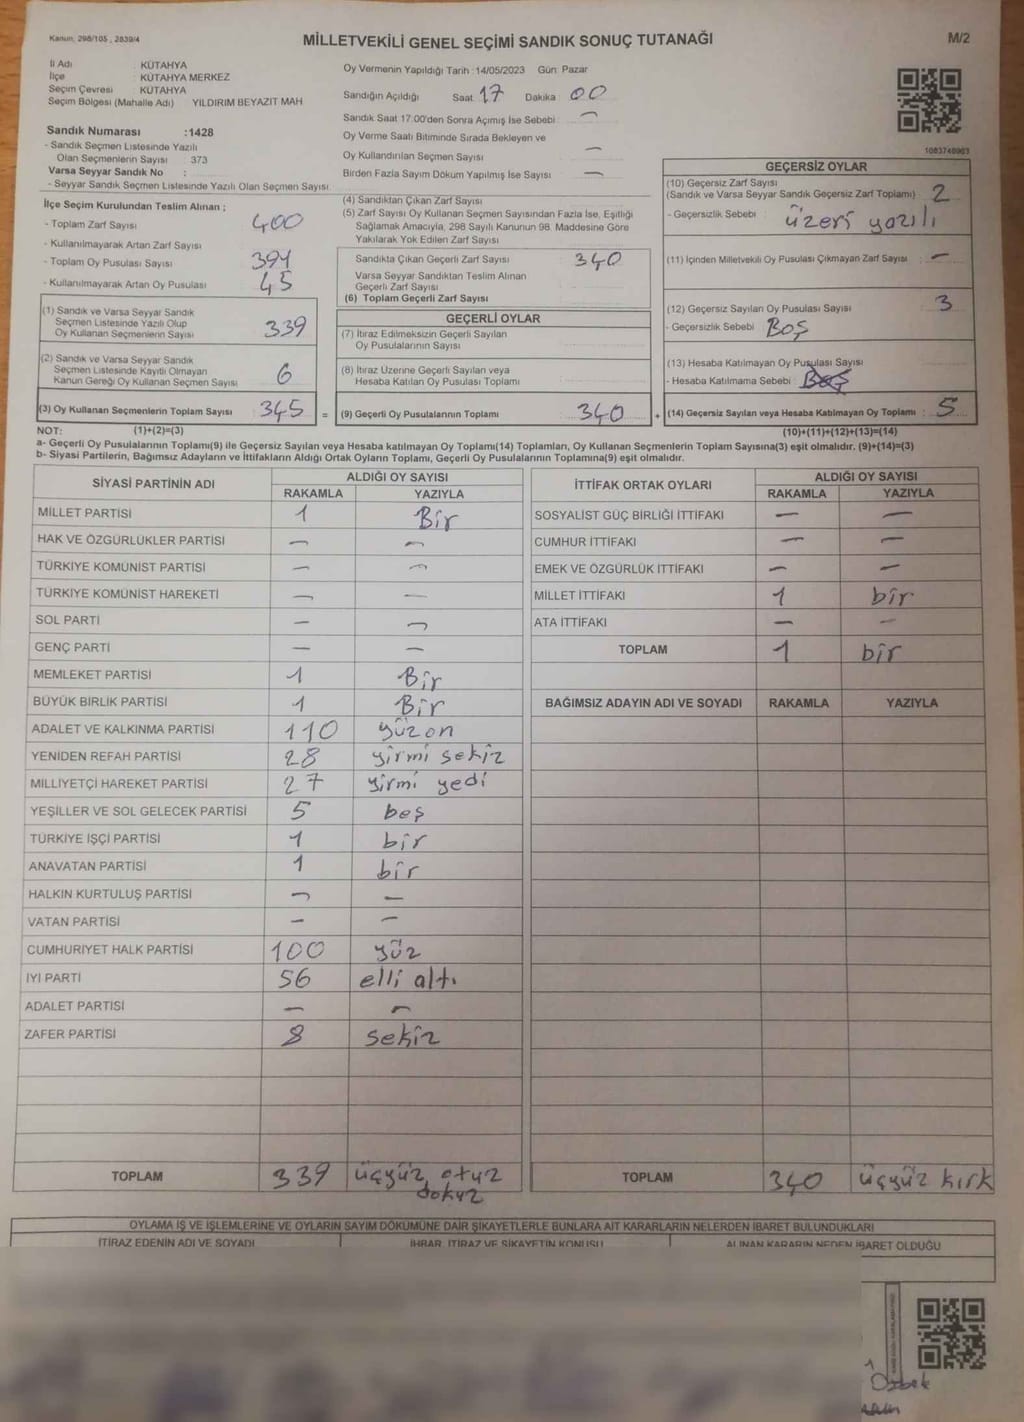 Kanun, 298/105 , 2839/4
MİLLETVEKİLİ GENEL SEÇİMİ SANDIK SONUÇ TUTANAĞI
M/2
İl Adı : KÜTAHYA
İlçe : KÜTAHYA MERKEZ
Seçim Çevresi : KÜTAHYA
Seçim Bölgesi (Mahalle Adı) YILDIRIM BEYAZIT MAH
Sandık Numarası :1428
- Sandık Seçmen Listesinde Yazılı
Olan Seçmenlerin Sayısı : 373
Varsa Seyyar Sandık No :
- Seyyar Sandık Seçmen Listesinde Yazılı Olan Seçmen Sayısı
İlçe Seçim Kurulundan Teslim Alınan ;
- Toplam Zarf Sayısı 400
- Kullanılmayarak Artan Zarf Sayısı
- Toplam Oy Pusulası Sayısı 394
- Kullanılmayarak Artan Oy Pusulası 45
(1) Sandık ve Varsa Seyyar Sandık
Seçmen Listesinde Yazılı Olup
Oy Kullanan Seçmenlerin Sayısı 339
(2) Sandık ve Varsa Seyyar Sandık
Seçmen Listesinde Kayıtlı Olmayan
Kanun Gereği Oy Kullanan Seçmen Sayısı 6
(3) Oy Kullanan Seçmenlerin Toplam Sayısı 345 =
Oy Vermenin Yapıldığı Tarih :14/05/2023 Gün: Pazar
Sandığın Açıldığı Saat 17 Dakika 00
Sandık Saat 17.00'den Sonra Açımış İse Sebebi : —
Oy Verme Saati Bitiminde Sırada Bekleyen ve
Oy Kullandırılan Seçmen Sayısı —
Birden Fazla Sayım Döküm Yapılmış İse Sayısı —
(4) Sandıktan Çıkan Zarf Sayısı
(5) Zarf Sayısı Oy Kullanan Seçmen Sayısından Fazla İse, Eşitliği
Sağlamak Amacıyla, 298 Sayılı Kanunun 98. Maddesine Göre
Yakılarak Yok Edilen Zarf Sayısı
Sandıkta Çıkan Geçerli Zarf Sayısı 340
Varsa Seyyar Sandıktan Teslim Alınan
Geçerli Zarf Sayısı
(6) Toplam Geçerli Zarf Sayısı
GEÇERLİ OYLAR
(7) İtiraz Edilmeksizin Geçerli Sayılan
Oy Pusulalarının Sayısı
(8) İtiraz Üzerine Geçerli Sayılan veya
Hesaba Katılan Oy Pusulası Toplamı
(9) Geçerli Oy Pusulalarının Toplamı 340 +
1083748983
GEÇERSİZ OYLAR
(10) Geçersiz Zarf Sayısı
(Sandık ve Varsa Seyyar Sandık Geçersiz Zarf Toplamı) : 2
- Geçersizlik Sebebi : üzeri yazılı
(11) İçinden Milletvekili Oy Pusulası Çıkmayan Zarf Sayısı : —
(12) Geçersiz Sayılan Oy Pusulası Sayısı : 3
- Geçersizlik Sebebi : Boş
(13) Hesaba Katılmayan Oy Pusulası Sayısı
- Hesaba Katılmama Sebebi : Boş
(14) Geçersiz Sayılan veya Hesaba Katılmayan Oy Toplamı : 5
NOT: (1)+(2)=(3) (10)+(11)+(12)+(13)=(14)
a- Geçerli Oy Pusulalarının Toplamı(9) ile Geçersiz Sayılan veya Hesaba katılmayan Oy Toplam(14) Toplamları, Oy Kullanan Seçmenlerin Toplam Sayısına(3) eşit olmalıdır. (9)+(14)=(3)
b- Siyasi Partilerin, Bağımsız Adayların ve İttifakların Aldığı Ortak Oyların Toplamı, Geçerli Oy Pusulalarının Toplamına(9) eşit olmalıdır.
SİYASİ PARTİNİN ADI ALDIĞI OY SAYISI
RAKAMLA YAZIYLA
MİLLET PARTİSİ 1 Bir
HAK VE ÖZGÜRLÜKLER PARTİSİ — —
TÜRKİYE KOMÜNİST PARTİSİ — —
TÜRKİYE KOMÜNİST HAREKETİ — —
SOL PARTİ — —
GENÇ PARTİ — —
MEMLEKET PARTİSİ 1 Bir
BÜYÜK BİRLİK PARTİSİ 1 Bir
ADALET VE KALKINMA PARTİSİ 110 yüzon
YENİDEN REFAH PARTİSİ 28 yirmi sekiz
MİLLİYETÇİ HAREKET PARTİSİ 27 yirmi yedi
YEŞİLLER VE SOL GELECEK PARTİSİ 5 beş
TÜRKİYE İŞÇİ PARTİSİ 1 bir
ANAVATAN PARTİSİ 1 bir
HALKIN KURTULUŞ PARTİSİ — —
VATAN PARTİSİ — —
CUMHURİYET HALK PARTİSİ 100 yüz
İYİ PARTİ 56 elli altı
ADALET PARTİSİ — —
ZAFER PARTİSİ 8 sekiz
TOPLAM 339 üçyüz otuz
dokuz
İTTİFAK ORTAK OYLARI ALDIĞI OY SAYISI
RAKAMLA YAZIYLA
SOSYALİST GÜÇ BİRLİĞİ İTTİFAKI — —
CUMHUR İTTİFAKI — —
EMEK VE ÖZGÜRLÜK İTTİFAKI — —
MİLLET İTTİFAKI 1 bir
ATA İTTİFAKI — —
TOPLAM 1 bir
BAĞIMSIZ ADAYIN ADI VE SOYADI RAKAMLA YAZIYLA
TOPLAM 340 üçyüz kırk
OYLAMA İŞ VE İŞLEMLERİNE VE OYLARIN SAYIM DÖKÜMÜNE DAİR ŞİKAYETLERLE BUNLARA AİT KARARLARIN NELERDEN İBARET BULUNDUKLARI
İTİRAZ EDENİN ADI VE SOYADI İHBAR, İTİRAZ VE ŞİKAYETİN KONUSU ALINAN KARARIN NEDEN İBARET OLDUĞU
Özbek